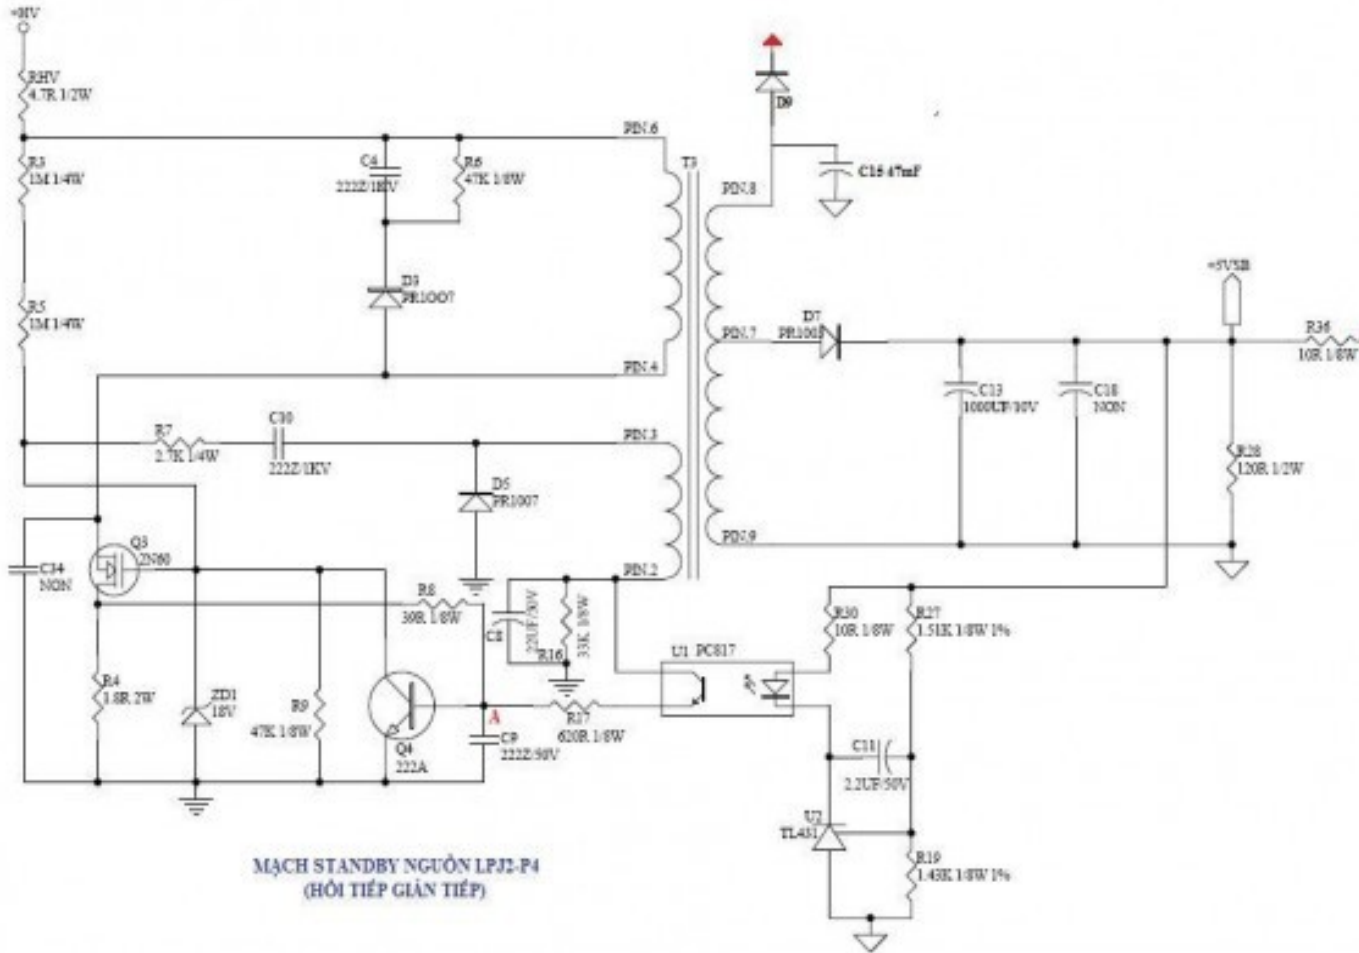 +HV
RHV
4.7R 1/2W
R3
1M 1/4W
C4
222Z/1KV
R6
47K 1/8W
PIN.6
T3
D9
C15 47mF
PIN.8
R5
1M 1/4W
D3
PR1OO7
PIN.4
PIN.7
D7
PR1003
+5VSB
R36
10R 1/8W
C13
1000UF/10V
C18
NON
R28
120R 1/2W
R7
2.7K 1/4W
C10
222Z/1KV
PIN.3
D5
PR1007
PIN.9
PIN.2
Q3
2N60
C34
NON
R8
39R 1/8W
C8
22UF/50V
R16
33K 1/8W
U1 PC817
R30
10R 1/8W
R27
1.51K 1/8W 1%
R4
1.8R 2W
ZD1
18V
R9
47K 1/8W
Q4
222A
A
R17
620R 1/8W
C9
222Z/50V
C11
2.2UF/50V
U2
TL431
R19
1.43K 1/8W 1%
MẠCH STANDBY NGUỒN LPJ2-P4
(HỒI TIẾP GIÁN TIẾP)